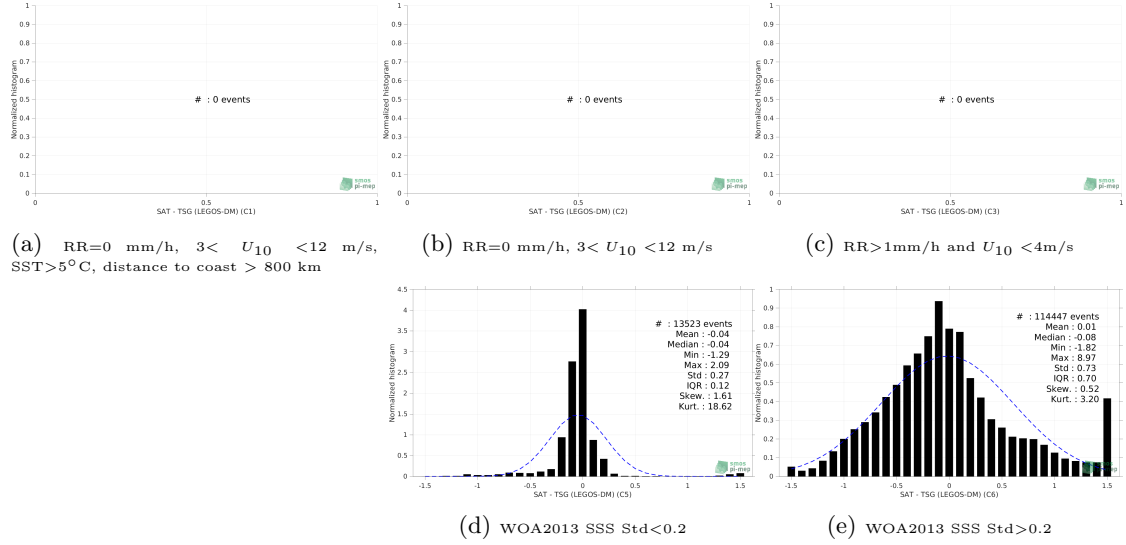 1
0.9
0.8
0.7
0.6
0.5
0.4
0.3
0.2
0.1
0
Normalized histogram
# : 0 events
smos
pi-mep
0 0.5 1
SAT - TSG (LEGOS-DM) (C1)
1
0.9
0.8
0.7
0.6
0.5
0.4
0.3
0.2
0.1
0
Normalized histogram
# : 0 events
smos
pi-mep
0 0.5 1
SAT - TSG (LEGOS-DM) (C2)
1
0.9
0.8
0.7
0.6
0.5
0.4
0.3
0.2
0.1
0
Normalized histogram
# : 0 events
smos
pi-mep
0 0.5 1
SAT - TSG (LEGOS-DM) (C3)
(a) RR=0 mm/h, 3< U10 <12 m/s,
SST>5°C, distance to coast > 800 km
(b) RR=0 mm/h, 3< U10 <12 m/s
(c) RR>1mm/h and U10 <4m/s
4.5
4
3.5
3
2.5
2
1.5
1
0.5
0
Normalized histogram
# : 13523 events
Mean : -0.04
Median : -0.04
Min : -1.29
Max : 2.09
Std : 0.27
IQR : 0.12
Skew. : 1.61
Kurt. : 18.62
smos
pi-mep
-1.5 -1 -0.5 0 0.5 1 1.5
SAT - TSG (LEGOS-DM) (C5)
1
0.9
0.8
0.7
0.6
0.5
0.4
0.3
0.2
0.1
0
Normalized histogram
# : 114447 events
Mean : 0.01
Median : -0.08
Min : -1.82
Max : 8.97
Std : 0.73
IQR : 0.70
Skew. : 0.52
Kurt. : 3.20
smos
pi-mep
-1.5 -1 -0.5 0 0.5 1 1.5
SAT - TSG (LEGOS-DM) (C6)
(d) WOA2013 SSS Std<0.2
(e) WOA2013 SSS Std>0.2